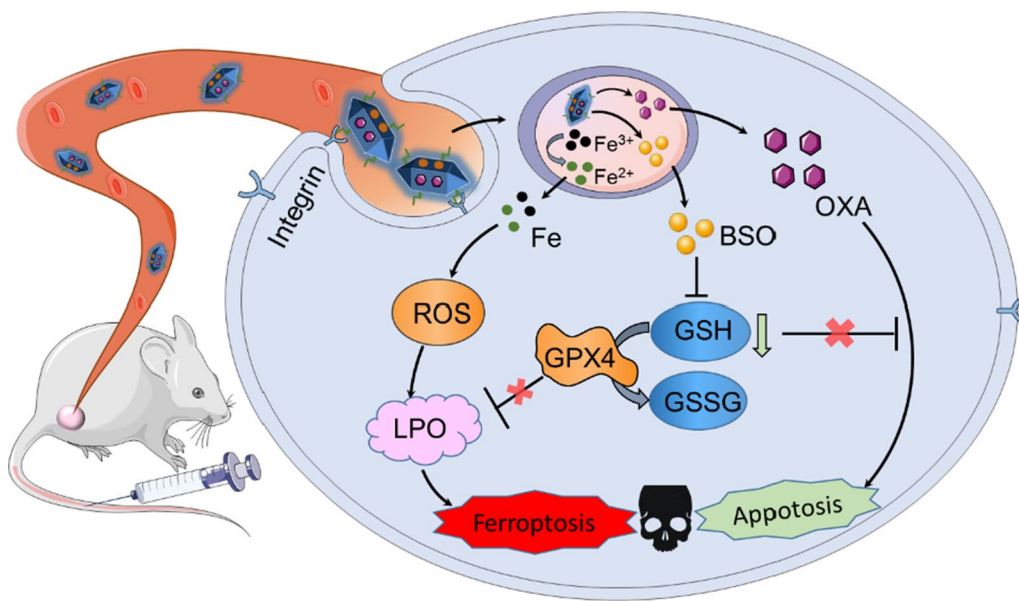 Integrin
Fe³⁺
Fe²⁺
Fe
BSO
OXA
ROS
GPX4
GSH
GSSG
LPO
Ferroptosis
Appotosis